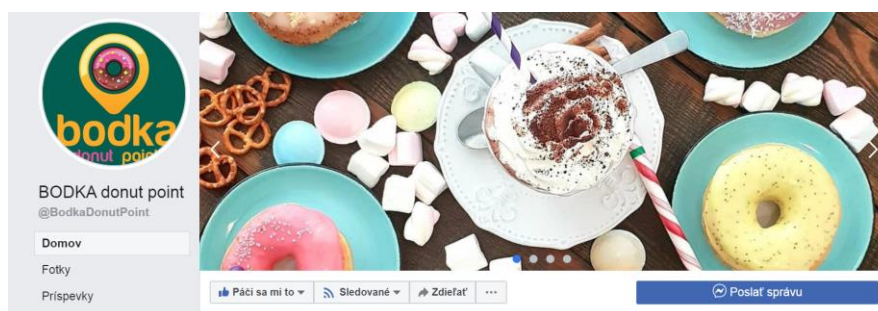 bodka
donut point
BODKA donut point
@BodkaDonutPoint
Domov
Fotky
Príspevky
Páči sa mi to
Sledované
Zdieľať
Poslať správu